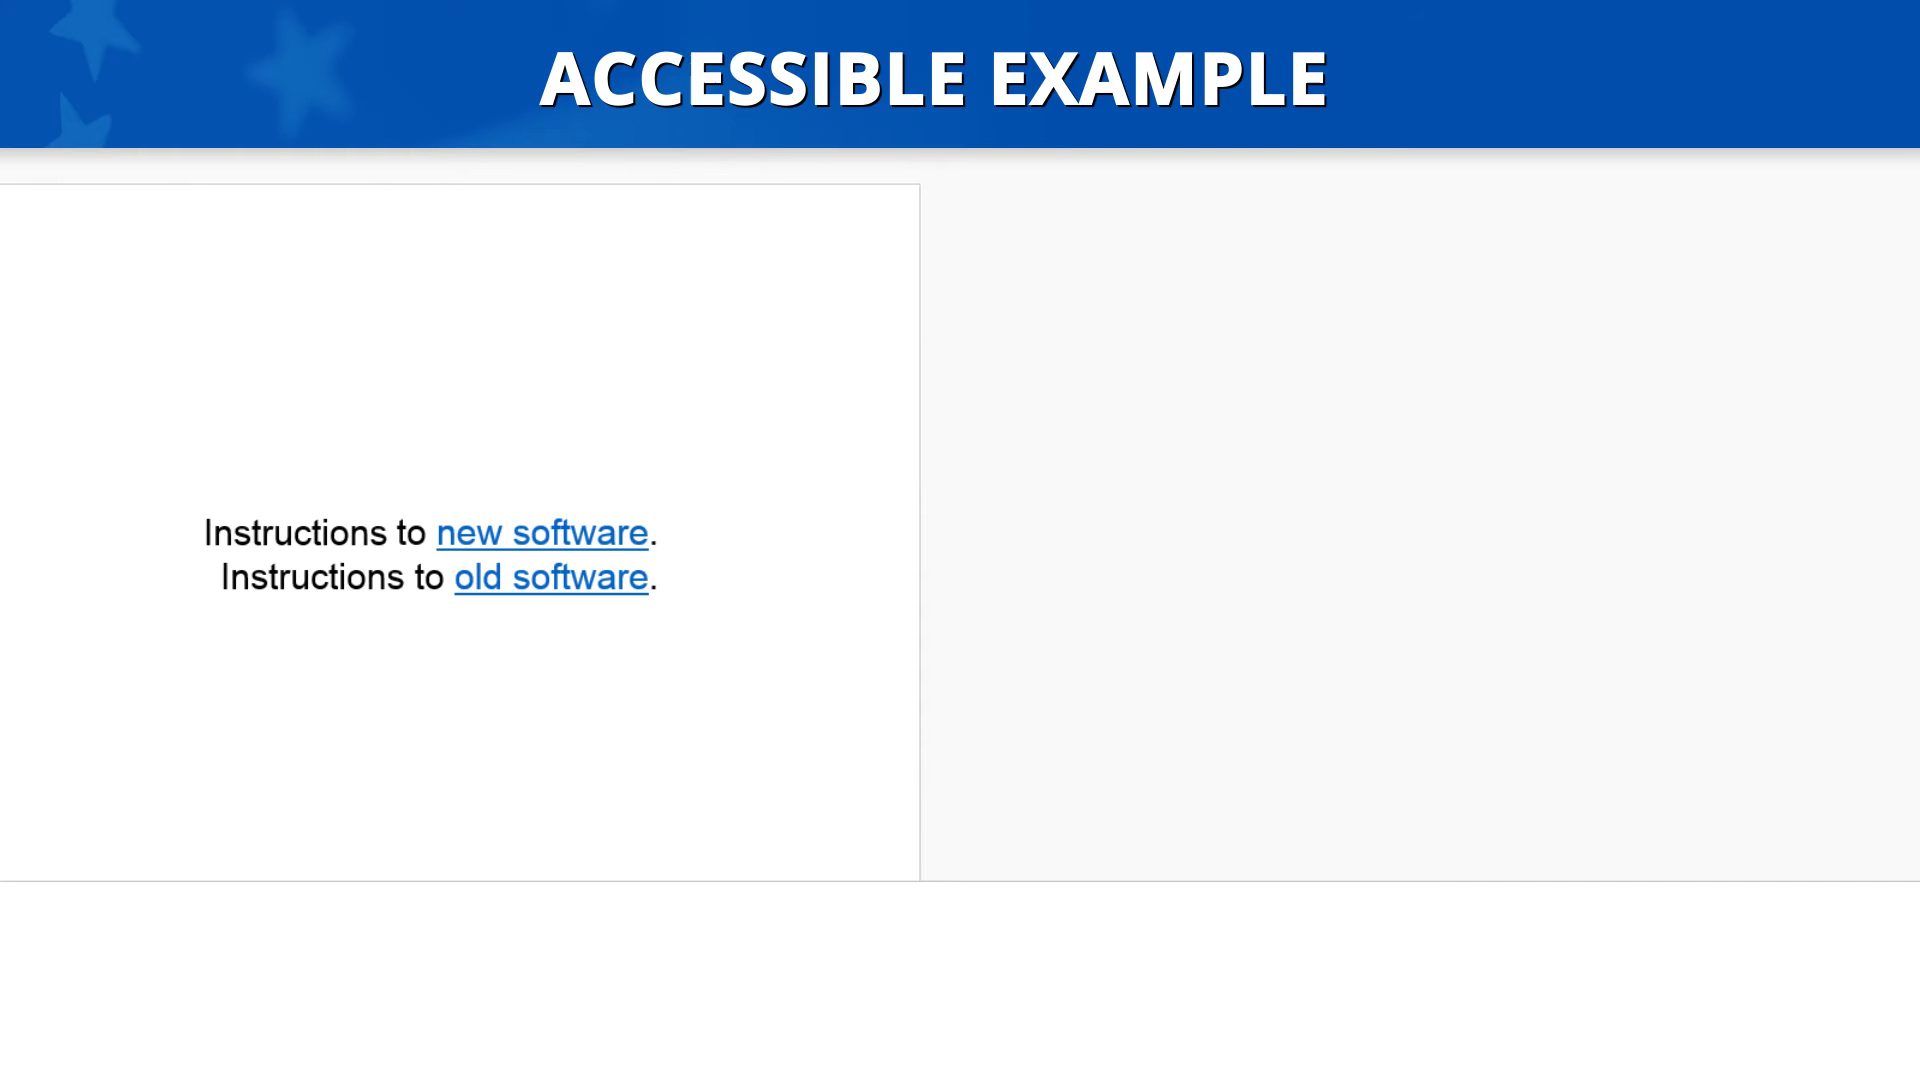 ACCESSIBLE EXAMPLE
Instructions to new software.
Instructions to old software.